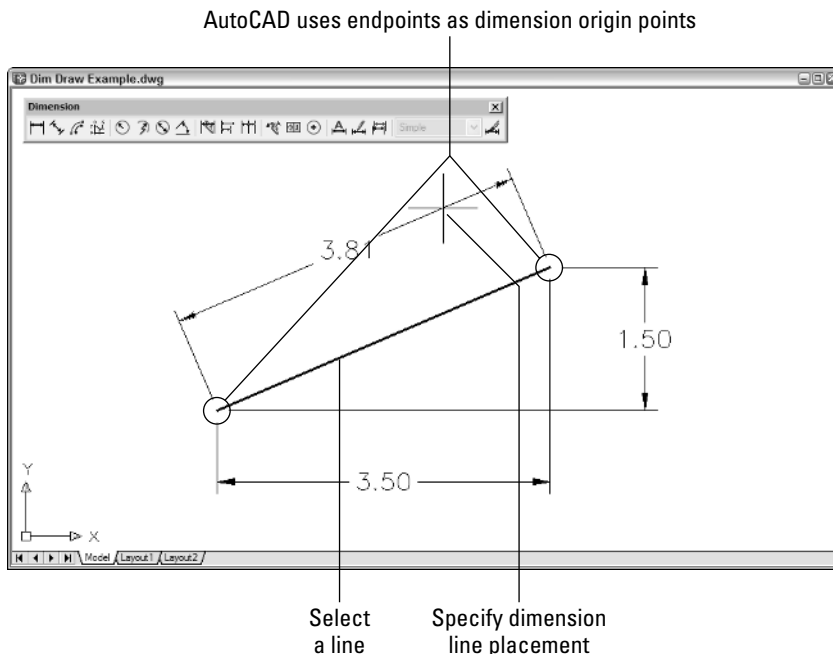 AutoCAD uses endpoints as dimension origin points
Dim Draw Example.dwg
Dimension
Simple
3.81
1.50
3.50
Y
X
Model
Layout1
Layout2
Select
a line
Specify dimension
line placement